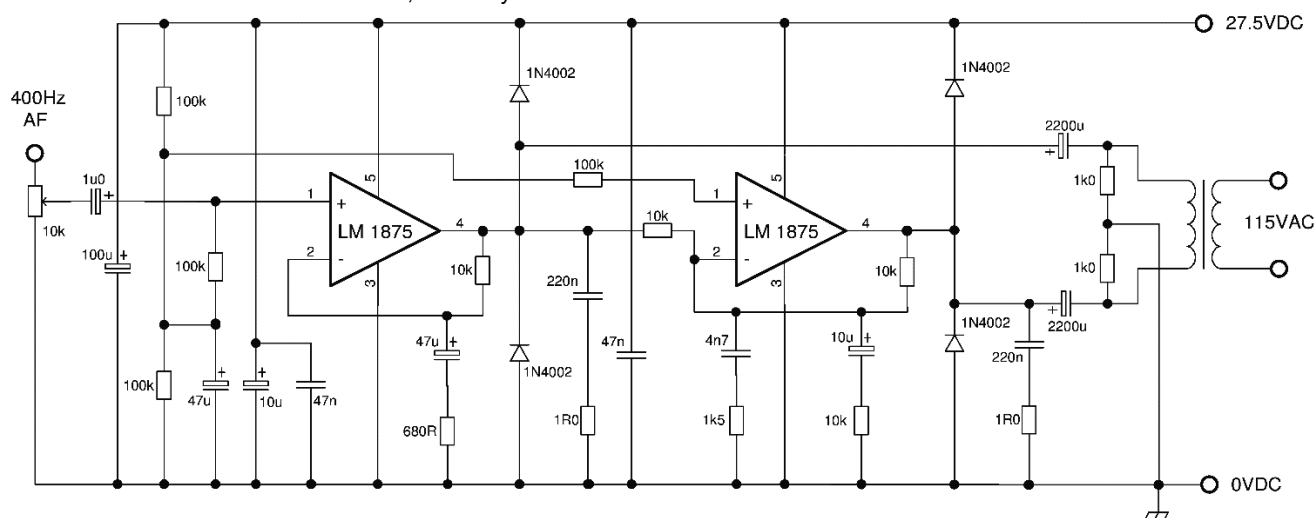 27.5VDC
1N4002
1N4002
400Hz
AF
100k
2200u
1u0
100k
1k0
5
5
1
+
1
+
10k
LM 1875
4
10k
LM 1875
4
115VAC
2
-
2
-
10k
100u
100k
10k
10k
1k0
3
3
220n
1N4002
2200u
47u
47n
4n7
10u
220n
100k
1N4002
47u
10u
47n
680R
1R0
1k5
10k
1R0
0VDC